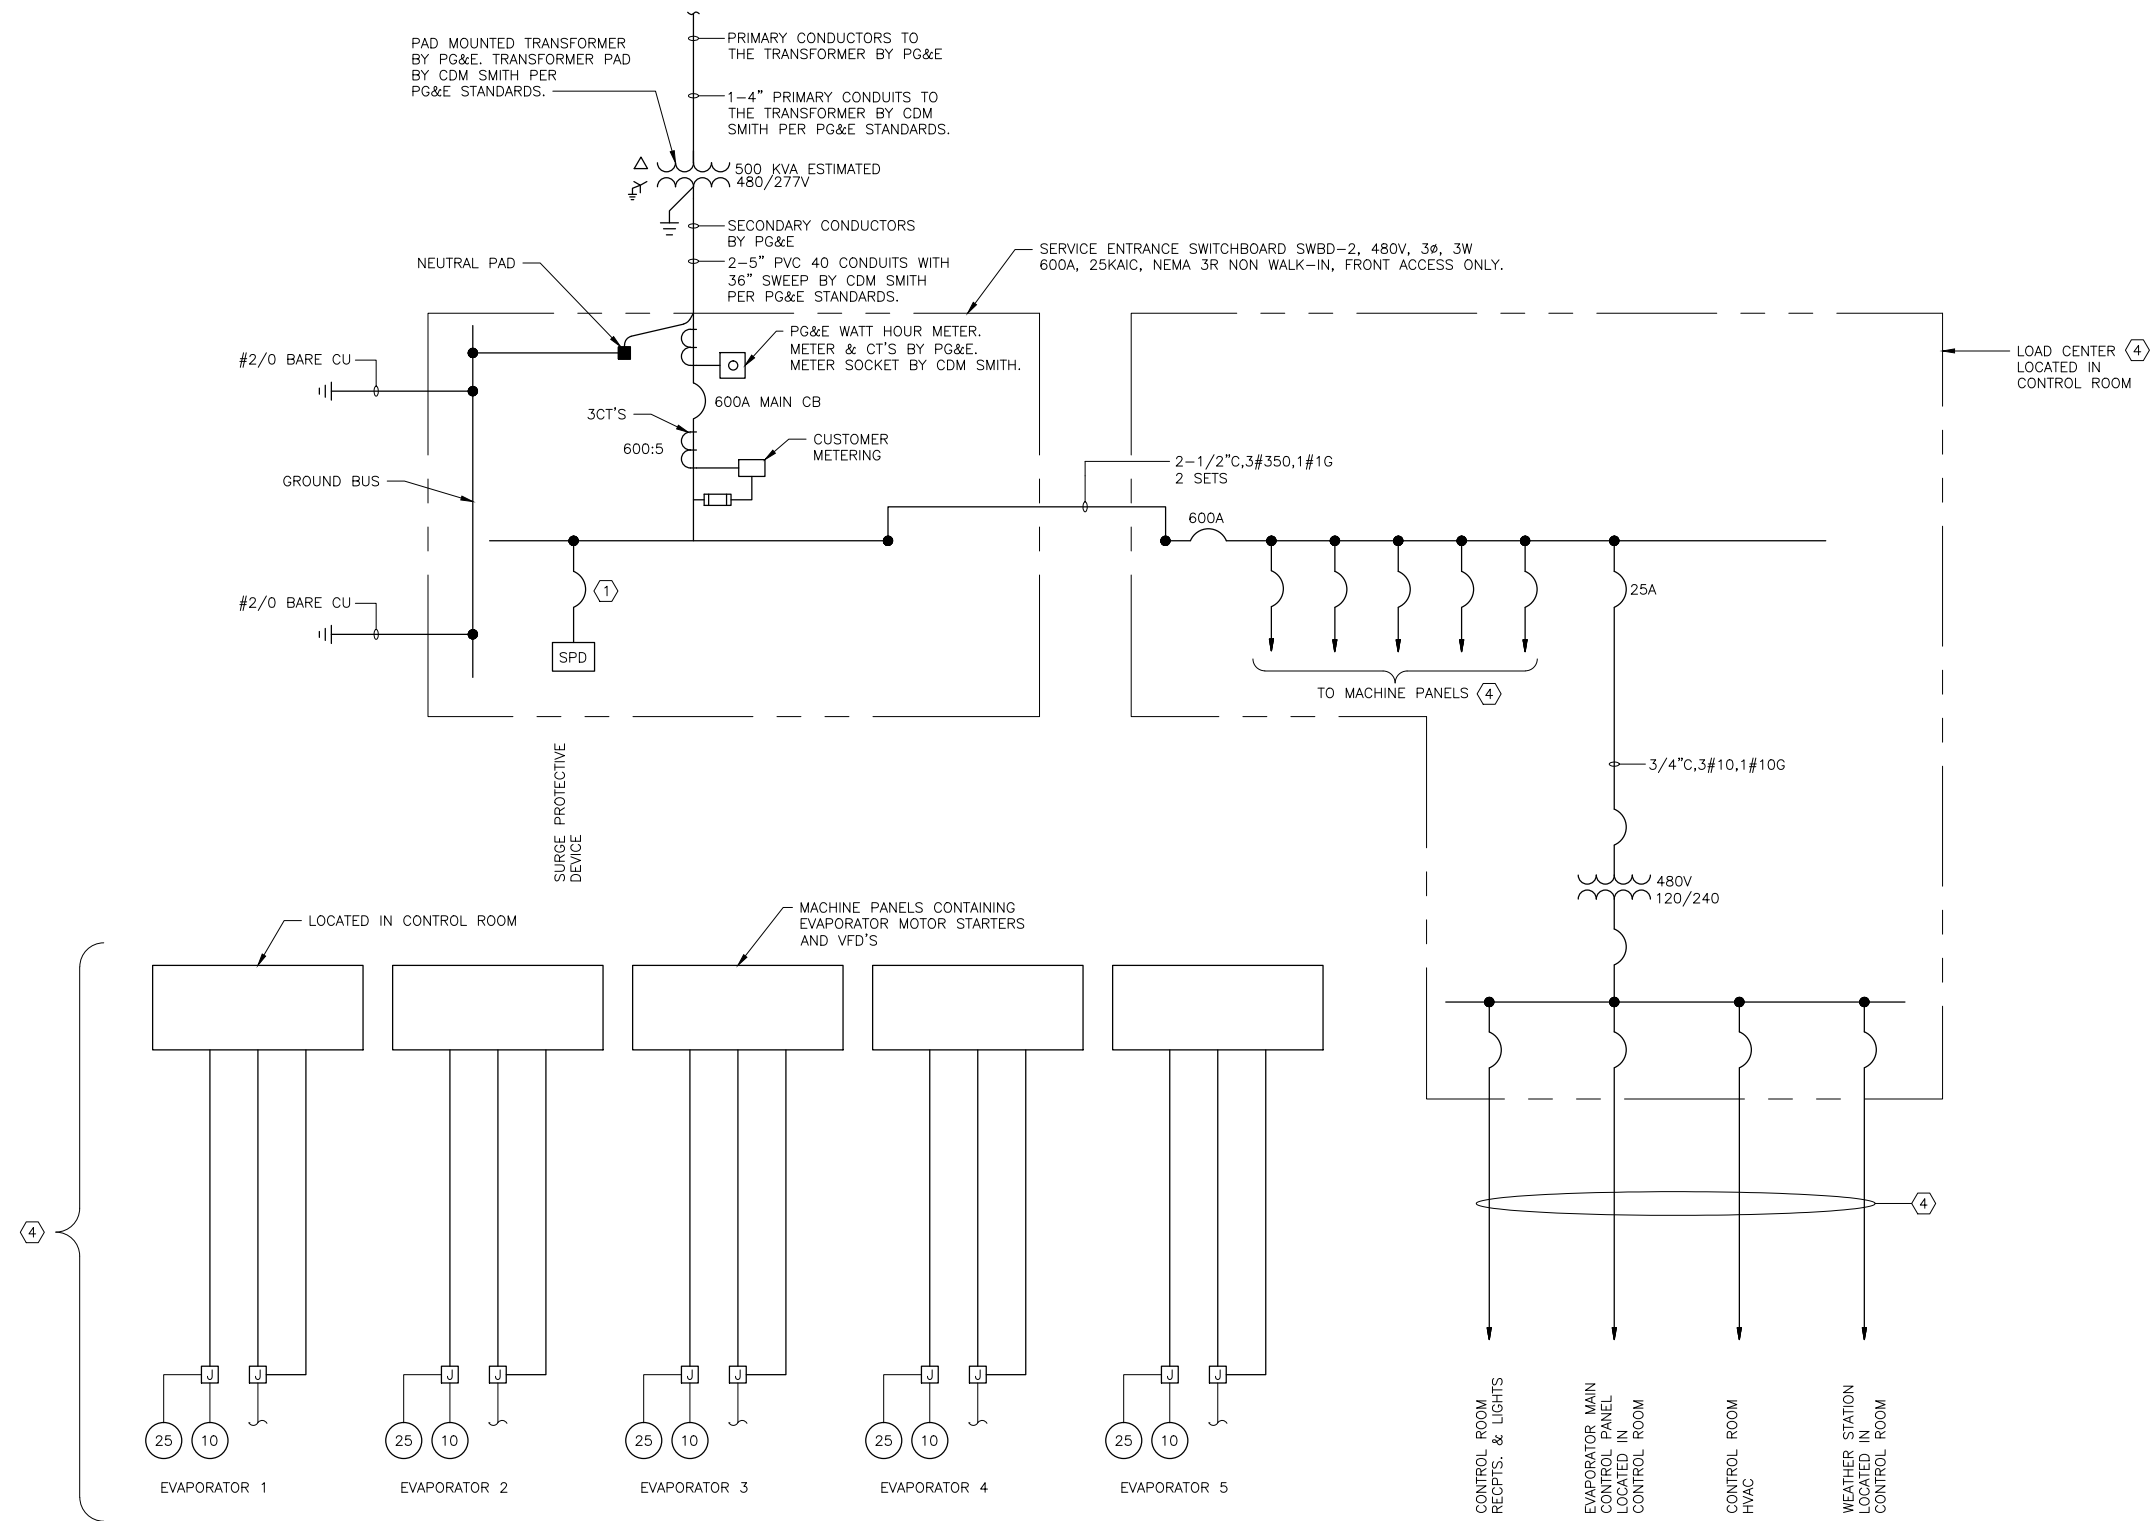 PAD MOUNTED TRANSFORMER
BY PG&E. TRANSFORMER PAD
BY CDM SMITH PER
PG&E STANDARDS.
PRIMARY CONDUCTORS TO
THE TRANSFORMER BY PG&E
1-4" PRIMARY CONDUITS TO
THE TRANSFORMER BY CDM
SMITH PER PG&E STANDARDS.
500 KVA ESTIMATED
480/277V
SECONDARY CONDUCTORS
BY PG&E
2-5" PVC 40 CONDUITS WITH
36" SWEEP BY CDM SMITH
PER PG&E STANDARDS.
NEUTRAL PAD
SERVICE ENTRANCE SWITCHBOARD SWBD-2, 480V, 3ø, 3W
600A, 25KAIC, NEMA 3R NON WALK-IN, FRONT ACCESS ONLY.
PG&E WATT HOUR METER.
METER & CT'S BY PG&E.
METER SOCKET BY CDM SMITH.
#2/0 BARE CU
LOAD CENTER 4
LOCATED IN
CONTROL ROOM
600A MAIN CB
3CT'S
600:5
CUSTOMER
METERING
GROUND BUS
2-1/2"C,3#350,1#1G
2 SETS
600A
1
25A
#2/0 BARE CU
SPD
TO MACHINE PANELS 4
SURGE PROTECTIVE
DEVICE
3/4"C,3#10,1#10G
480V
120/240
LOCATED IN CONTROL ROOM
MACHINE PANELS CONTAINING
EVAPORATOR MOTOR STARTERS
AND VFD'S
4
4
J J J J J J J J J J
25 10 25 10 25 10 25 10 25 10
EVAPORATOR 1
EVAPORATOR 2
EVAPORATOR 3
EVAPORATOR 4
EVAPORATOR 5
CONTROL ROOM
RECPTS. & LIGHTS
EVAPORATOR MAIN
CONTROL PANEL
LOCATED IN
CONTROL ROOM
CONTROL ROOM
HVAC
WEATHER STATION
LOCATED IN
CONTROL ROOM